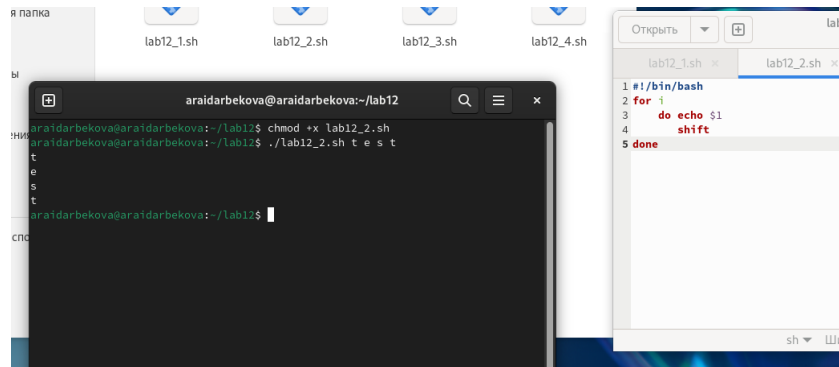 я папка
lab12_1.sh
lab12_2.sh
lab12_3.sh
lab12_4.sh
ы
ения
спо
araidarbekova@araidarbekova:~/lab12
araidarbekova@araidarbekova:~/lab12$ chmod +x lab12_2.sh
araidarbekova@araidarbekova:~/lab12$ ./lab12_2.sh t e s t
t
e
s
t
araidarbekova@araidarbekova:~/lab12$
Открыть
lab
lab12_1.sh ×
lab12_2.sh ×
1 #!/bin/bash
2 for i
3 do echo $1
4 shift
5 done
sh